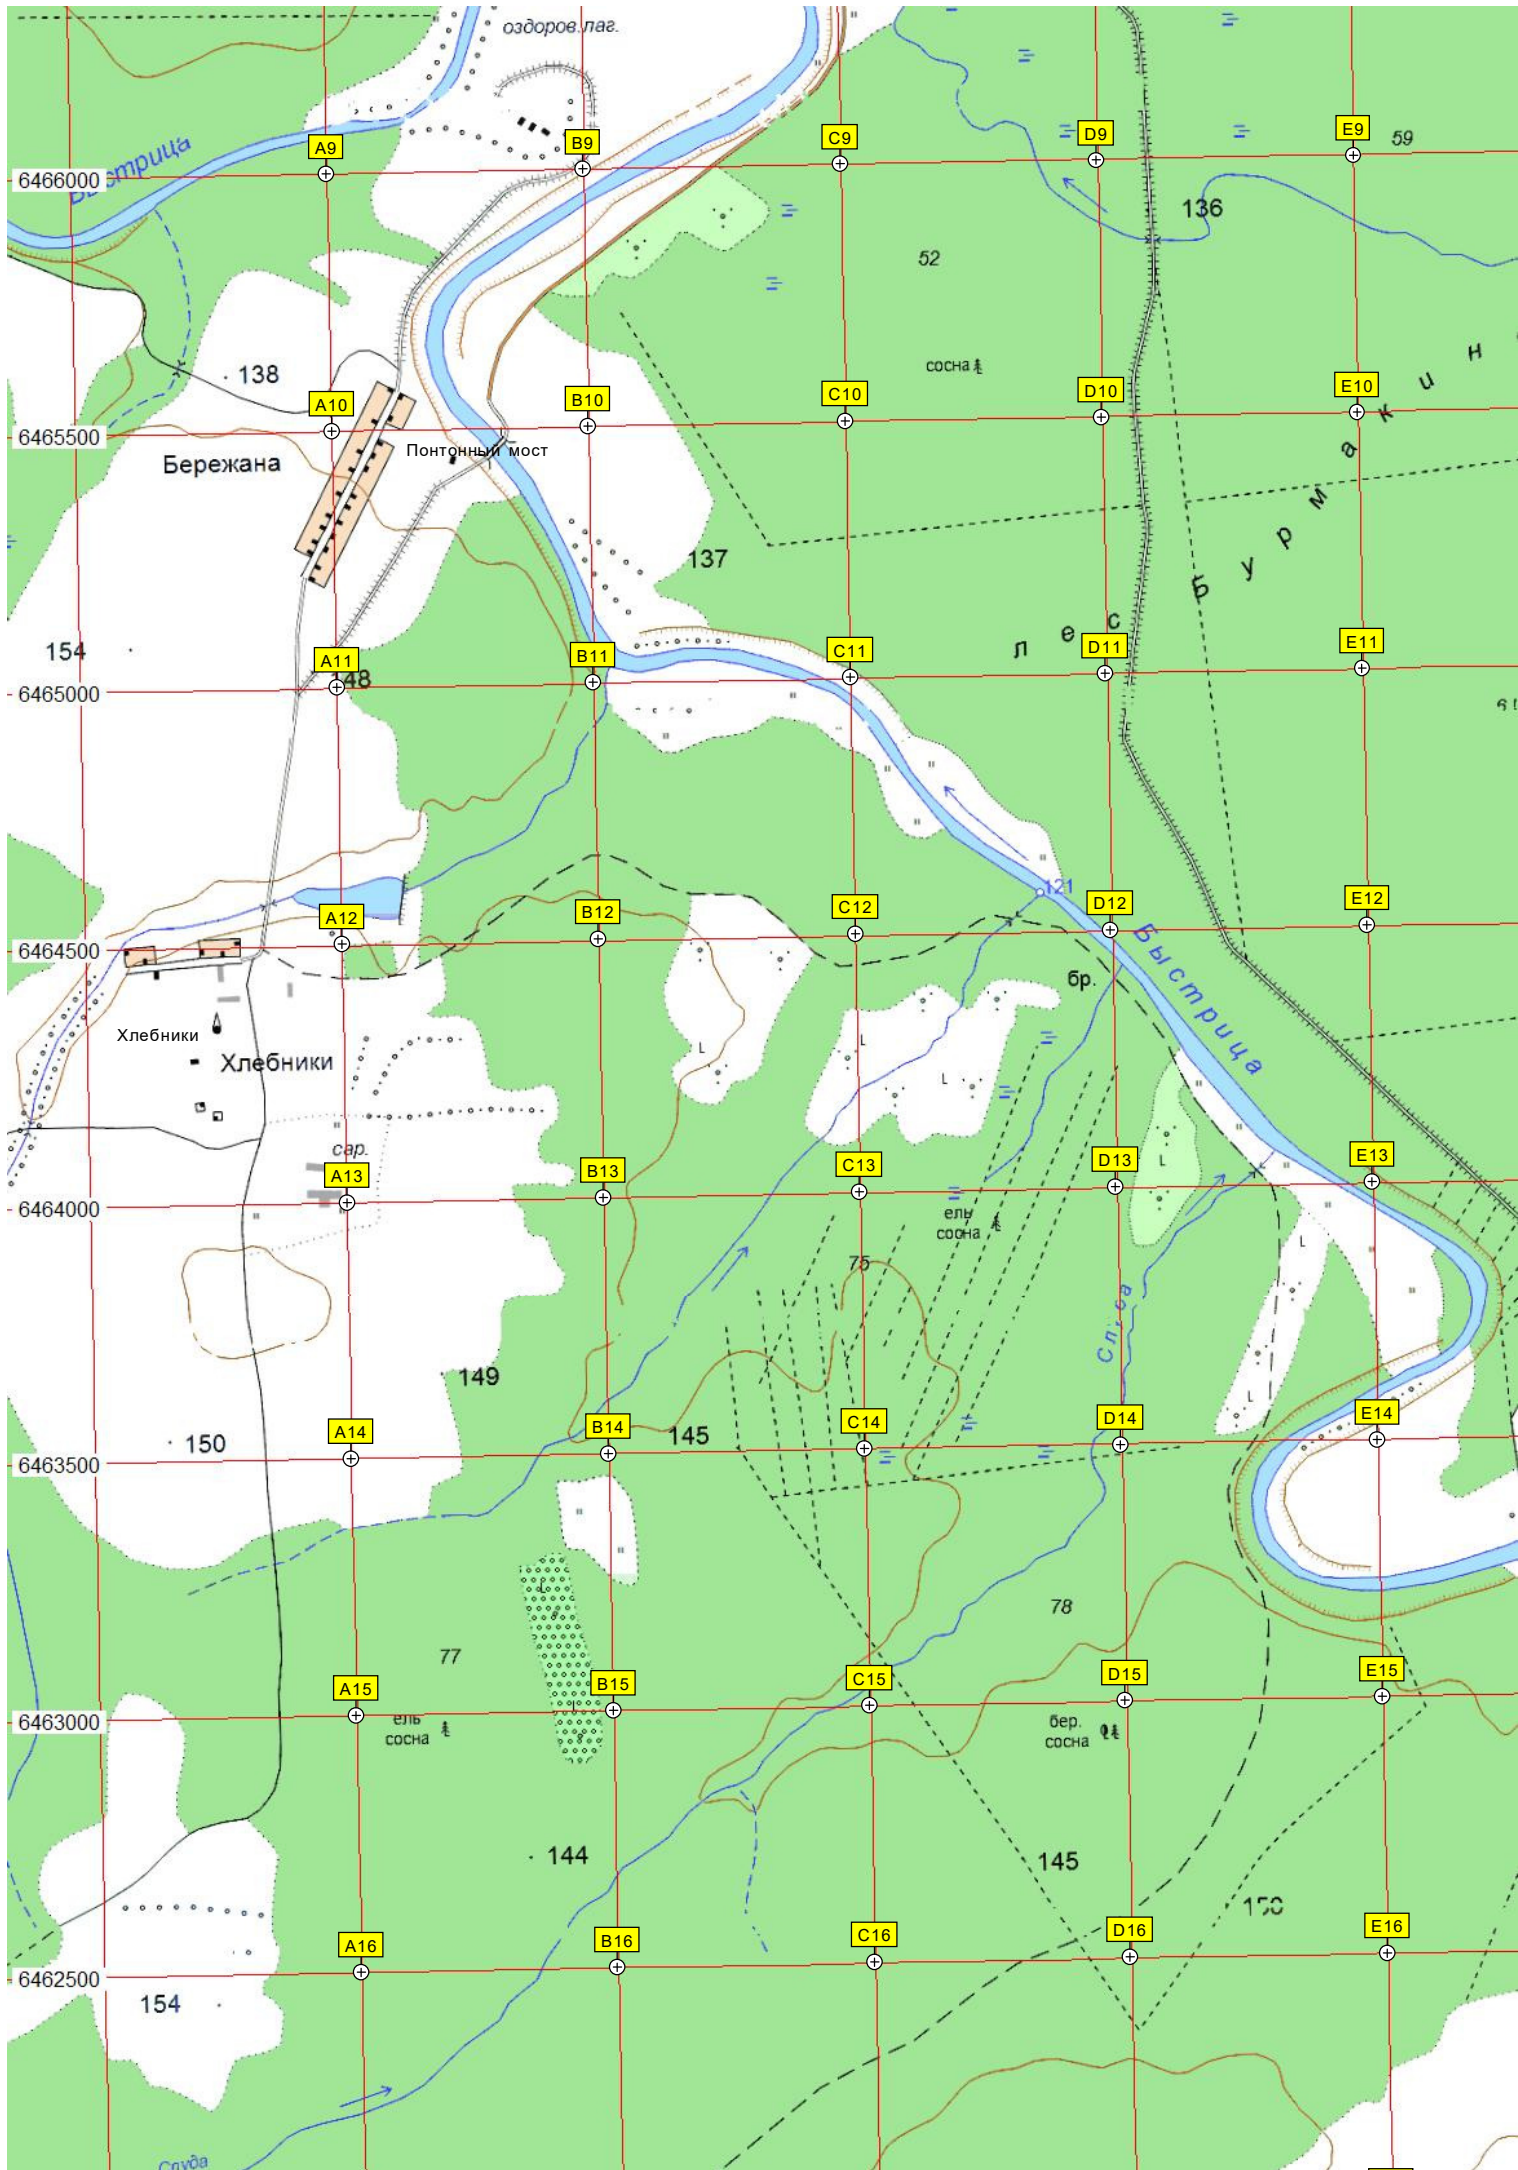 оздоров.лаг.
A9
B9
C9
D9
E9
59
Быстрица
6466000
136
52
138
сосна
A10
B10
C10
D10
E10
6465500
Бережана
Понтонный мост
137
лес Бурмакин
154
A11
B11
C11
D11
E11
148
6465000
121
A12
B12
C12
D12
E12
6464500
Быстрица
бр.
Хлебники
Хлебники
сар.
A13
B13
C13
D13
E13
6464000
ель
сосна
75
149
A14
B14
C14
D14
E14
145
150
6463500
78
77
A15
B15
C15
D15
E15
6463000
ель
сосна
бер.
сосна
144
145
A16
B16
C16
D16
E16
6462500
154
Слуда